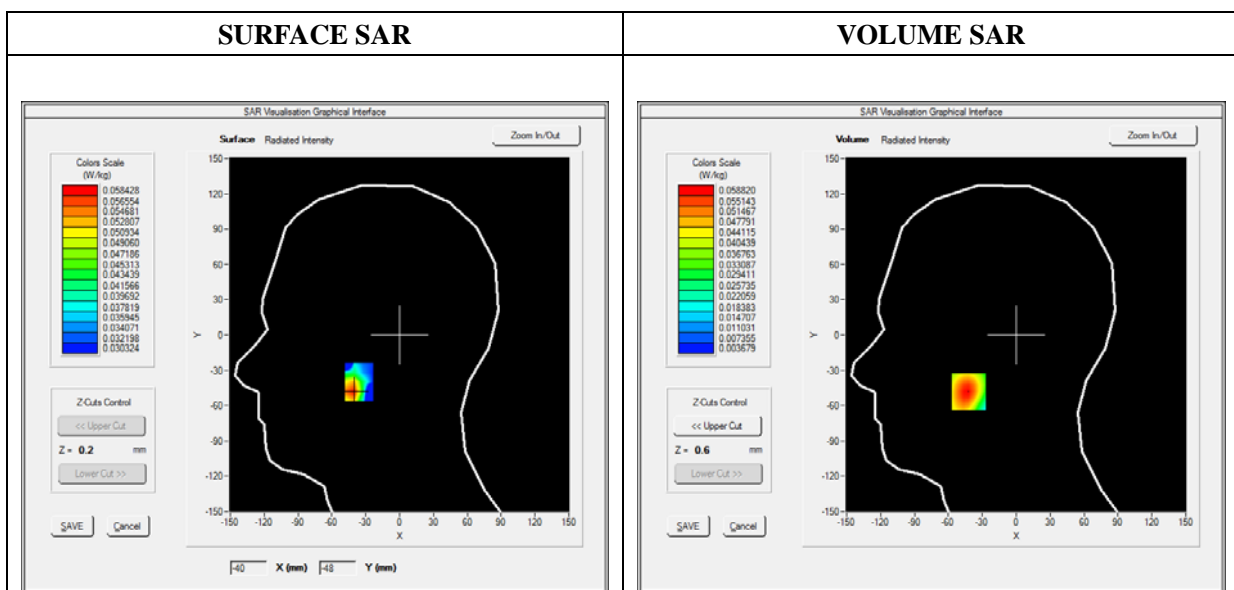 SURFACE SAR
VOLUME SAR
SAR Visualisation Graphical Interface
Surface Radiated Intensity
Zoom In/Out
Colors Scale
(W/kg)
0.058428
0.056554
0.054681
0.052807
0.050934
0.049060
0.047186
0.045313
0.043439
0.041566
0.039692
0.037819
0.035945
0.034071
0.032198
0.030324
Z-Cuts Control
<< Upper Cut
Z = 0.2 mm
Lower Cut >>
SAVE Cancel
150
120
90
60
30
0
-30
-60
-90
-120
-150
Y
-150 -120 -90 -60 -30 0 30 60 90 120 150
X
-40 X (mm) -48 Y (mm)
SAR Visualisation Graphical Interface
Volume Radiated Intensity
Zoom In/Out
Colors Scale
(W/kg)
0.058820
0.055143
0.051467
0.047791
0.044115
0.040439
0.036763
0.033087
0.029411
0.025735
0.022059
0.018383
0.014707
0.011031
0.007355
0.003679
Z-Cuts Control
<< Upper Cut
Z = 0.6 mm
Lower Cut >>
SAVE Cancel
150
120
90
60
30
0
-30
-60
-90
-120
-150
Y
-150 -120 -90 -60 -30 0 30 60 90 120 150
X